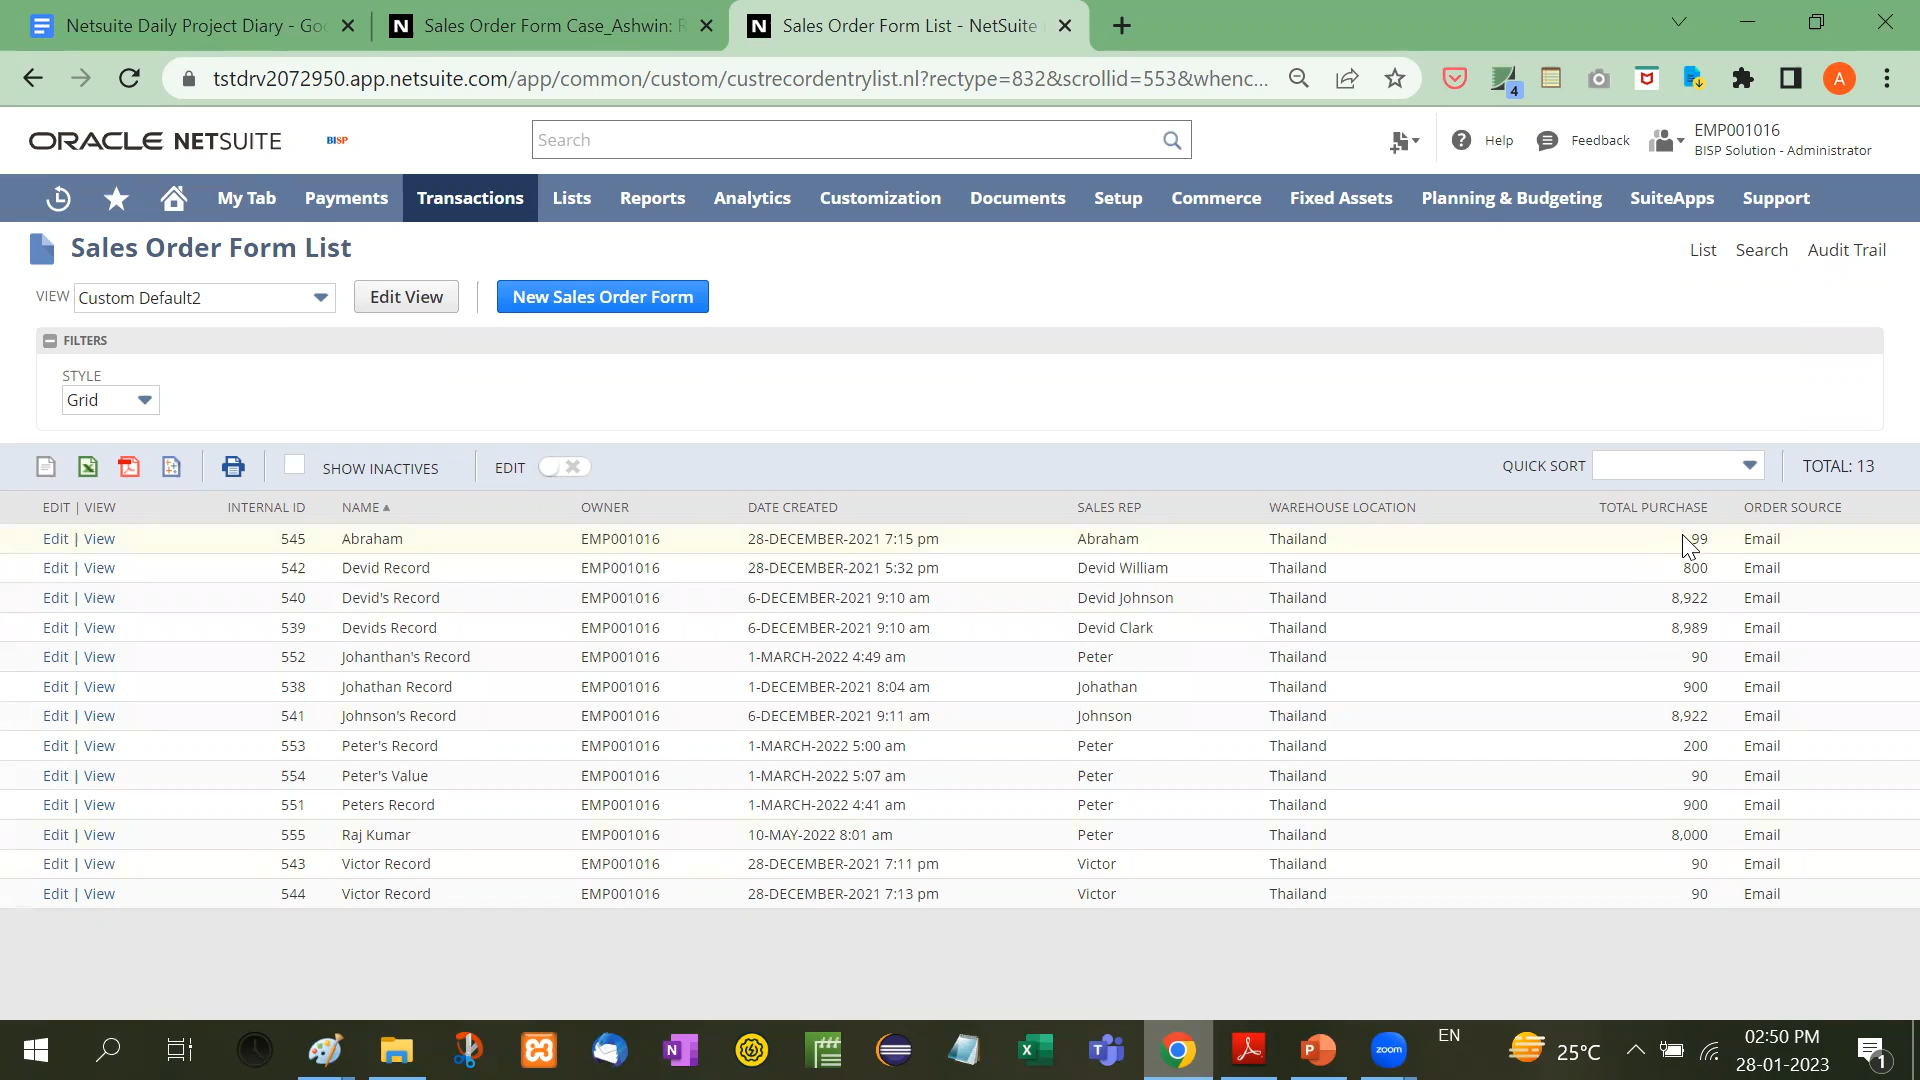 Netsuite Daily Project Diary - Goo
Sales Order Form Case_Ashwin: R
Sales Order Form List - NetSuite
tstdrv2072950.app.netsuite.com/app/common/custom/custrecordentrylist.nl?rectype=832&scrollid=553&whenc...
4
A
ORACLE NETSUITE
BISP
Search
Help
Feedback
EMP001016
BISP Solution - Administrator
My Tab Payments Transactions Lists Reports Analytics Customization Documents Setup Commerce Fixed Assets Planning & Budgeting SuiteApps Support
Sales Order Form List
List Search Audit Trail
VIEW Custom Default2 Edit View New Sales Order Form
FILTERS
STYLE
Grid
SHOW INACTIVES EDIT QUICK SORT TOTAL: 13
EDIT | VIEW INTERNAL ID NAME OWNER DATE CREATED SALES REP WAREHOUSE LOCATION TOTAL PURCHASE ORDER SOURCE
Edit | View 545 Abraham EMP001016 28-DECEMBER-2021 7:15 pm Abraham Thailand 99 Email
Edit | View 542 Devid Record EMP001016 28-DECEMBER-2021 5:32 pm Devid William Thailand 800 Email
Edit | View 540 Devid's Record EMP001016 6-DECEMBER-2021 9:10 am Devid Johnson Thailand 8,922 Email
Edit | View 539 Devids Record EMP001016 6-DECEMBER-2021 9:10 am Devid Clark Thailand 8,989 Email
Edit | View 552 Johanthan's Record EMP001016 1-MARCH-2022 4:49 am Peter Thailand 90 Email
Edit | View 538 Johathan Record EMP001016 1-DECEMBER-2021 8:04 am Johathan Thailand 900 Email
Edit | View 541 Johnson's Record EMP001016 6-DECEMBER-2021 9:11 am Johnson Thailand 8,922 Email
Edit | View 553 Peter's Record EMP001016 1-MARCH-2022 5:00 am Peter Thailand 200 Email
Edit | View 554 Peter's Value EMP001016 1-MARCH-2022 5:07 am Peter Thailand 90 Email
Edit | View 551 Peters Record EMP001016 1-MARCH-2022 4:41 am Peter Thailand 900 Email
Edit | View 555 Raj Kumar EMP001016 10-MAY-2022 8:01 am Peter Thailand 8,000 Email
Edit | View 543 Victor Record EMP001016 28-DECEMBER-2021 7:11 pm Victor Thailand 90 Email
Edit | View 544 Victor Record EMP001016 28-DECEMBER-2021 7:13 pm Victor Thailand 90 Email
zoom
EN
25°C
02:50 PM
28-01-2023
1